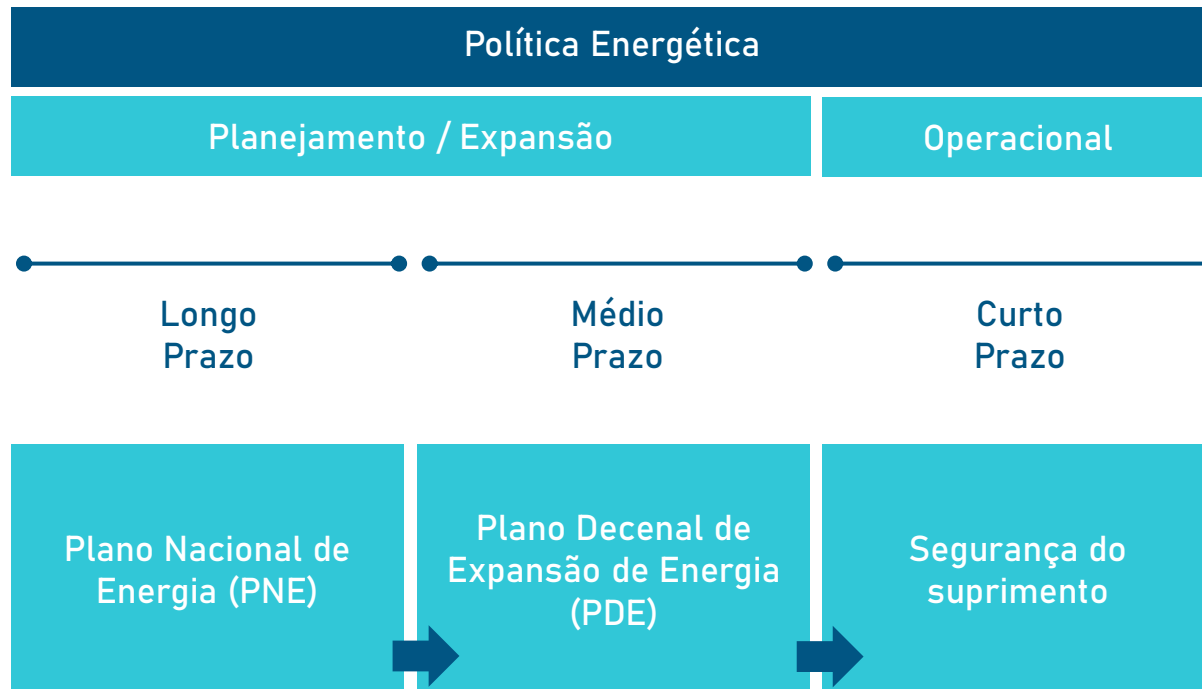 Política Energética
Planejamento / Expansão
Operacional
Longo
Prazo
Médio
Prazo
Curto
Prazo
Plano Nacional de
Energia (PNE)
Plano Decenal de
Expansão de Energia
(PDE)
Segurança do
suprimento